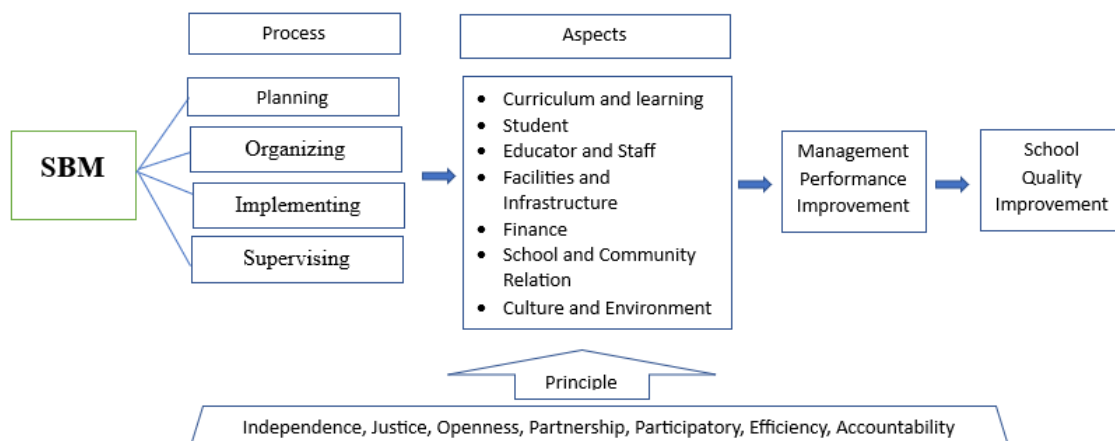 Process
Aspects
SBM
Planning
Organizing
Implementing
Supervising
• Curriculum and learning
• Student
• Educator and Staff
• Facilities and
Infrastructure
• Finance
• School and Community
Relation
• Culture and Environment
Management
Performance
Improvement
School
Quality
Improvement
Principle
Independence, Justice, Openness, Partnership, Participatory, Efficiency, Accountability